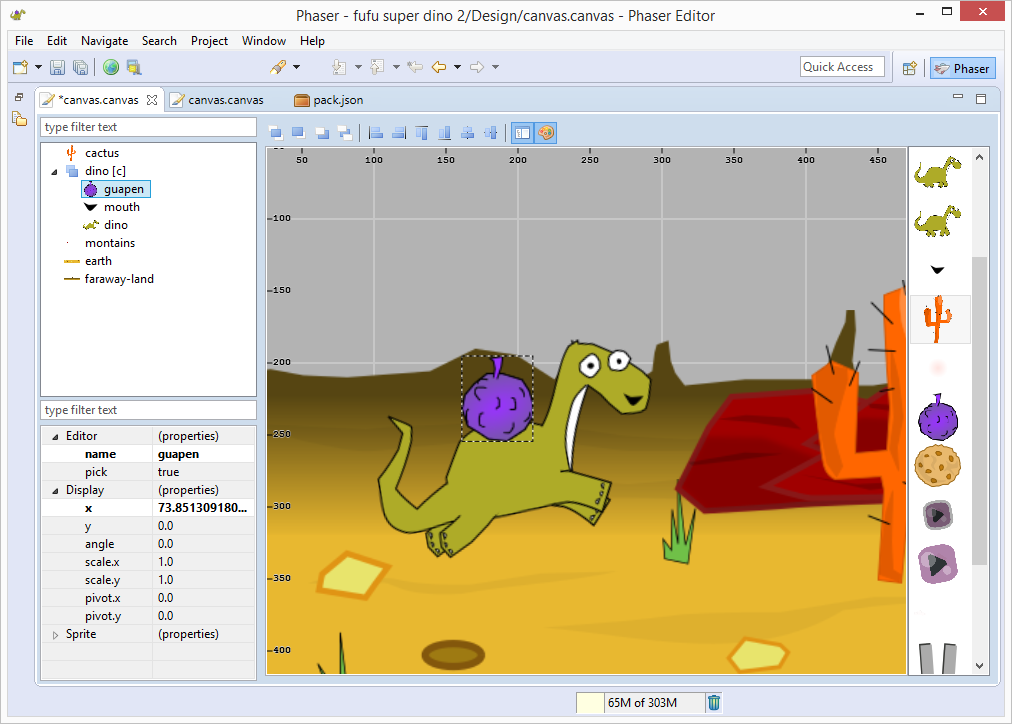 Phaser - fufu super dino 2/Design/canvas.canvas - Phaser Editor
File Edit Navigate Search Project Window Help
Quick Access
Phaser
*canvas.canvas
canvas.canvas
pack.json
type filter text
cactus
dino [c]
guapen
mouth
dino
montains
earth
faraway-land
type filter text
Editor (properties)
name guapen
pick true
Display (properties)
x 73.851309180...
y 0.0
angle 0.0
scale.x 1.0
scale.y 1.0
pivot.x 0.0
pivot.y 0.0
Sprite (properties)
50 100 150 200 250 300 350 400 450
100
150
200
250
300
350
400
65M of 303M